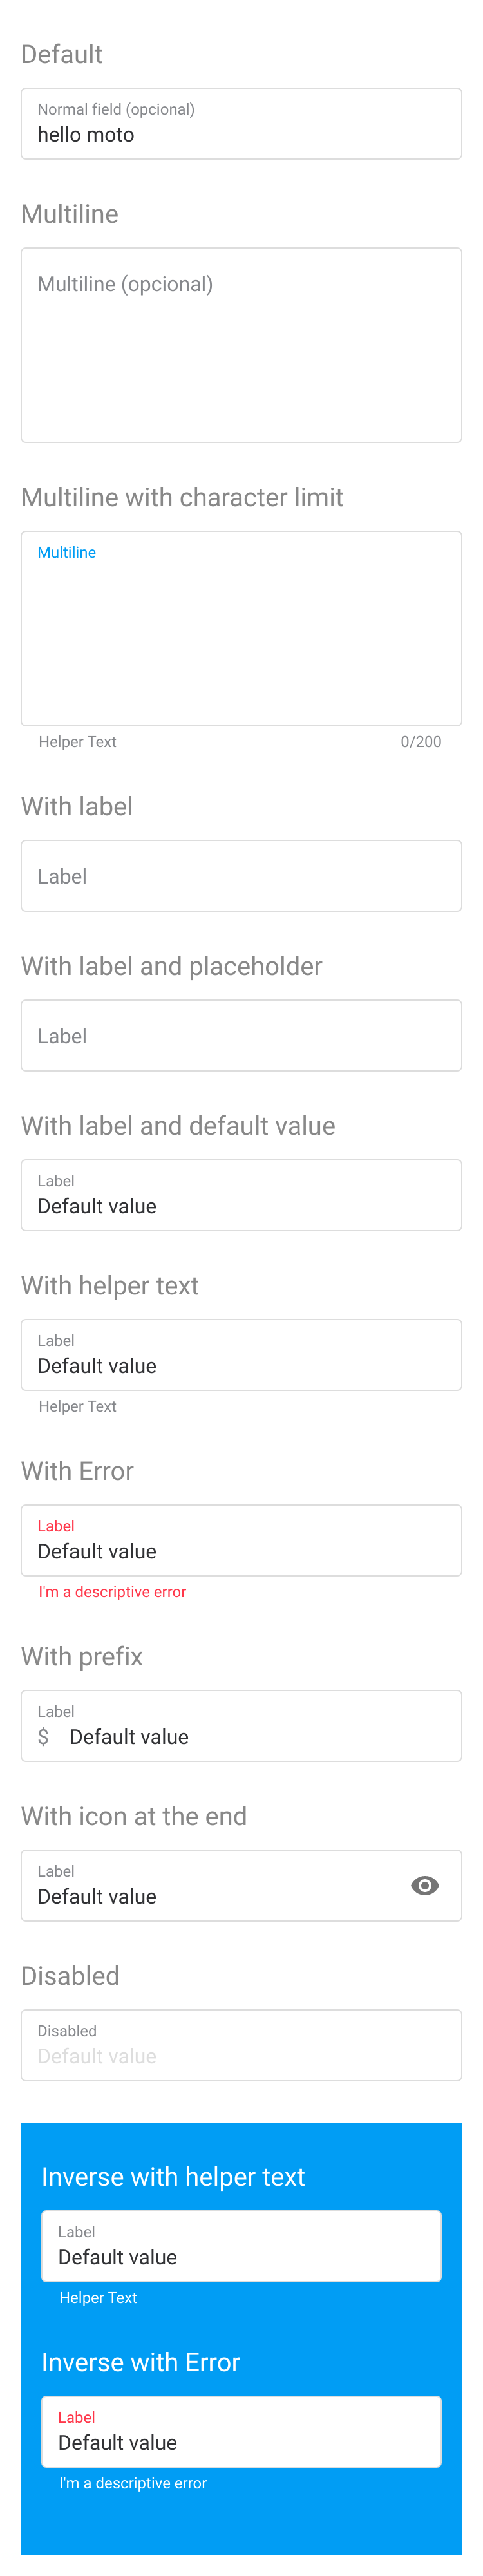 Default
Normal field (opcional)
hello moto
Multiline
Multiline (opcional)
Multiline with character limit
Multiline
Helper Text 0/200
With label
Label
With label and placeholder
Label
With label and default value
Label
Default value
With helper text
Label
Default value
Helper Text
With Error
Label
Default value
I'm a descriptive error
With prefix
Label
$ Default value
With icon at the end
Label
Default value
Disabled
Disabled
Default value
Inverse with helper text
Label
Default value
Helper Text
Inverse with Error
Label
Default value
I'm a descriptive error